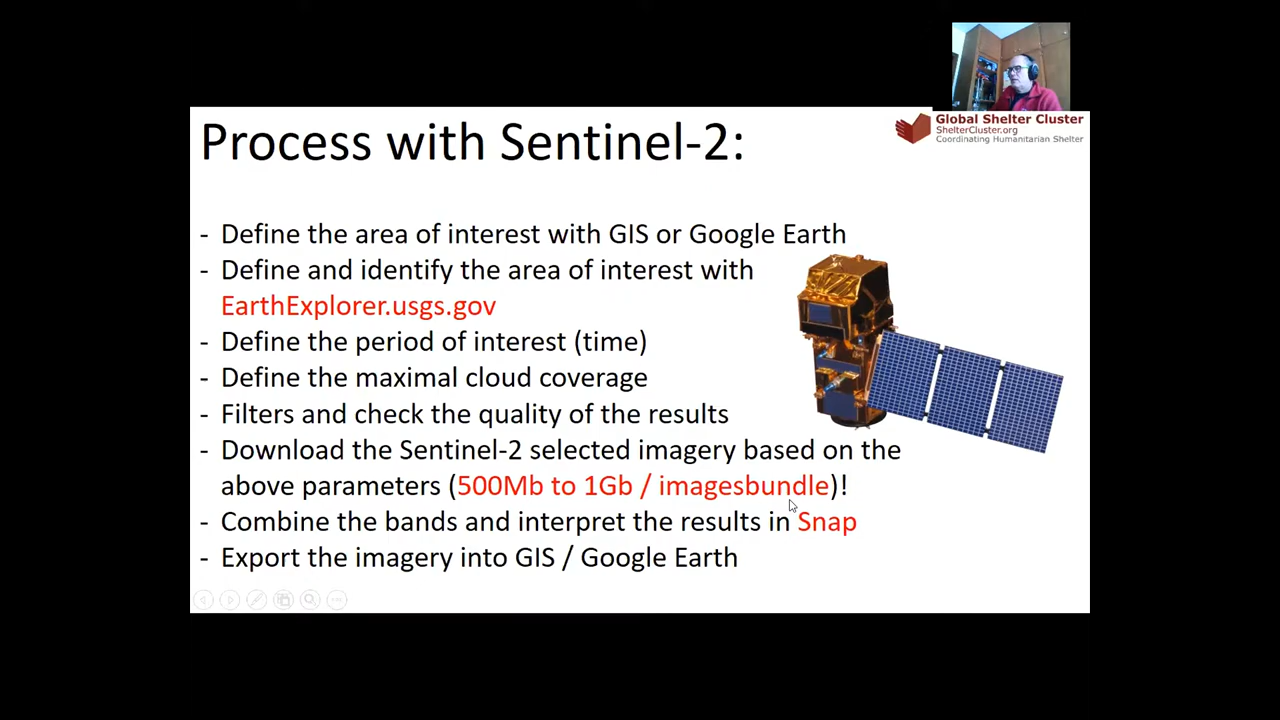 Global Shelter Cluster
ShelterCluster.org
Coordinating Humanitarian Shelter
Process with Sentinel-2:
- Define the area of interest with GIS or Google Earth
- Define and identify the area of interest with
EarthExplorer.usgs.gov
- Define the period of interest (time)
- Define the maximal cloud coverage
- Filters and check the quality of the results
- Download the Sentinel-2 selected imagery based on the
above parameters (500Mb to 1Gb / imagesbundle)!
- Combine the bands and interpret the results in Snap
- Export the imagery into GIS / Google Earth